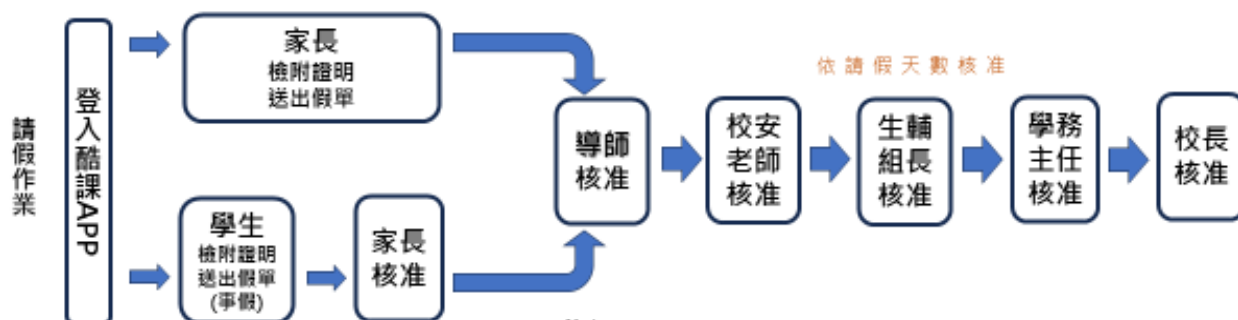 請假作業
登入酷課APP
家長
檢附證明
送出假單
學生
檢附證明
送出假單
(事假)
家長
核准
導師
核准
依請假天數核准
校安
老師
核准
生輔
組長
核准
學務
主任
核准
校長
核准